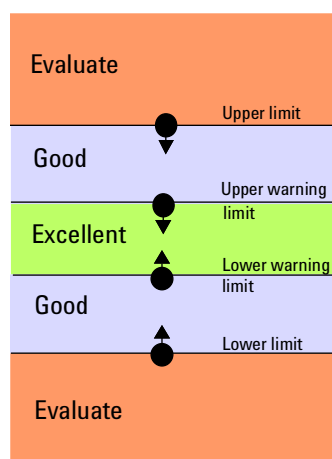 Evaluate
Upper limit
Good
Upper warning
limit
Excellent
Lower warning
limit
Good
Lower limit
Evaluate